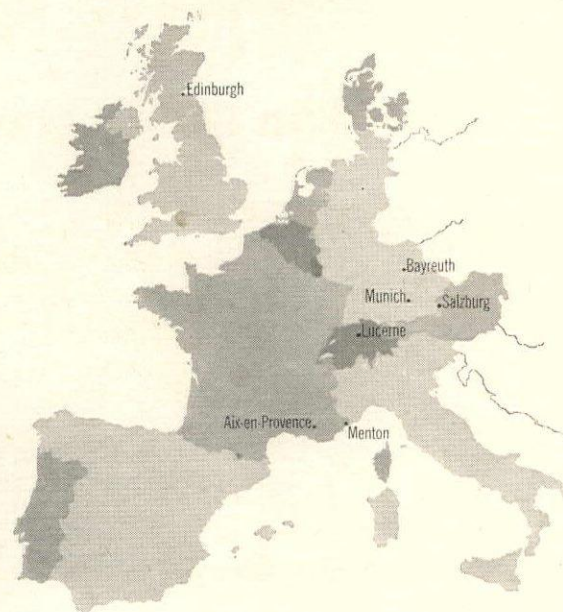 Edinburgh
Bayreuth
Munich
Salzburg
Lucerne
Aix-en-Provence
Menton